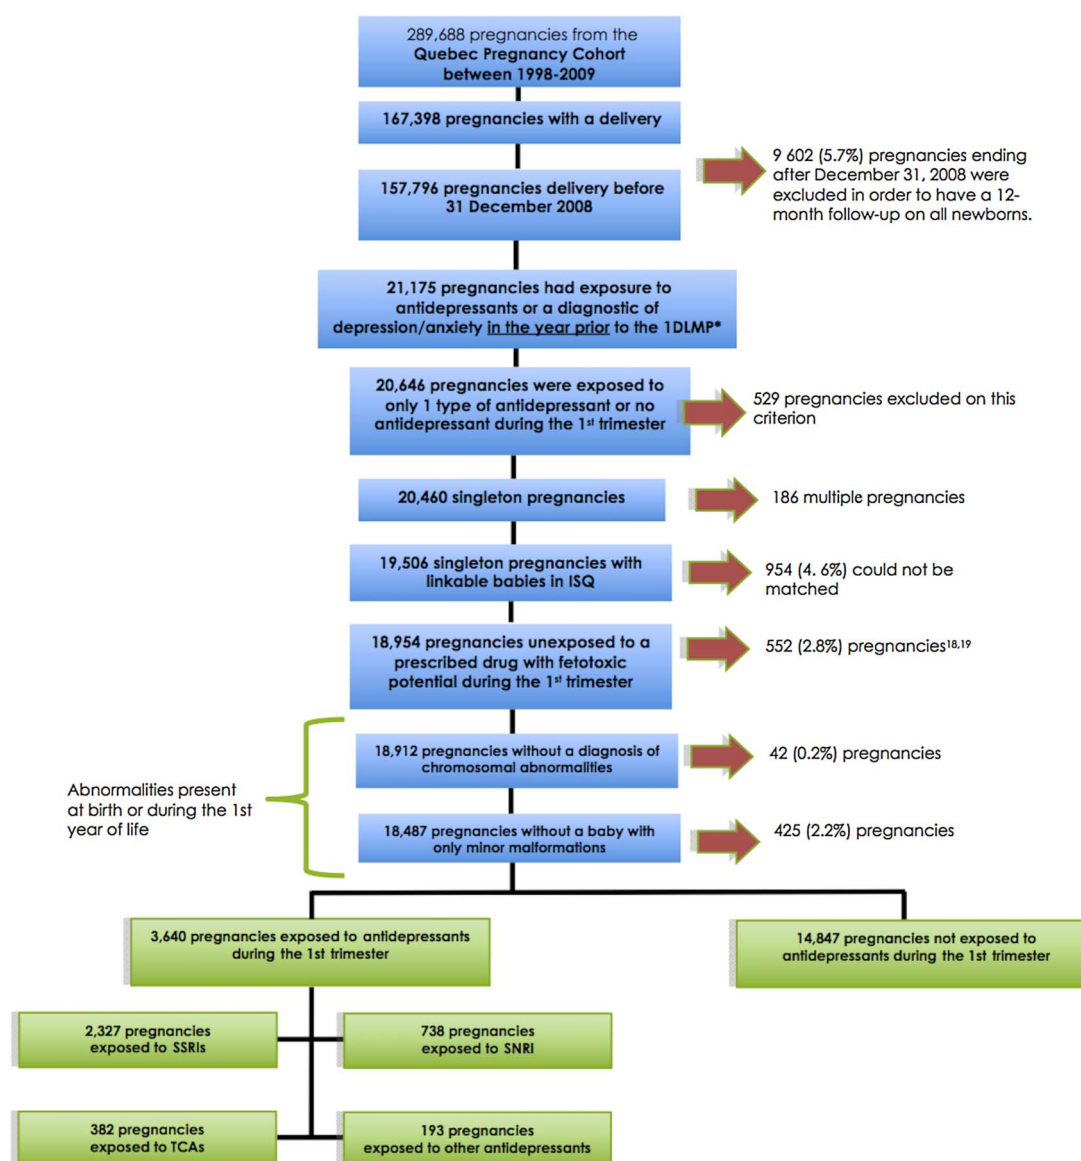 289,688 pregnancies from the
Quebec Pregnancy Cohort
between 1998-2009
167,398 pregnancies with a delivery
157,796 pregnancies delivery before
31 December 2008
9 602 (5.7%) pregnancies ending
after December 31, 2008 were
excluded in order to have a 12-
month follow-up on all newborns.
21,175 pregnancies had exposure to
antidepressants or a diagnostic of
depression/anxiety in the year prior to the 1DLMP*
20,646 pregnancies were exposed to
only 1 type of antidepressant or no
antidepressant during the 1st trimester
529 pregnancies excluded on this
criterion
20,460 singleton pregnancies
186 multiple pregnancies
19,506 singleton pregnancies with
linkable babies in ISQ
954 (4. 6%) could not be
matched
18,954 pregnancies unexposed to a
prescribed drug with fetotoxic
potential during the 1st trimester
552 (2.8%) pregnancies18,19
18,912 pregnancies without a diagnosis of
chromosomal abnormalities
42 (0.2%) pregnancies
Abnormalities present
at birth or during the 1st
year of life
18,487 pregnancies without a baby with
only minor malformations
425 (2.2%) pregnancies
3,640 pregnancies exposed to antidepressants
during the 1st trimester
14,847 pregnancies not exposed to
antidepressants during the 1st trimester
2,327 pregnancies
exposed to SSRIs
738 pregnancies
exposed to SNRI
382 pregnancies
exposed to TCAs
193 pregnancies
exposed to other antidepressants